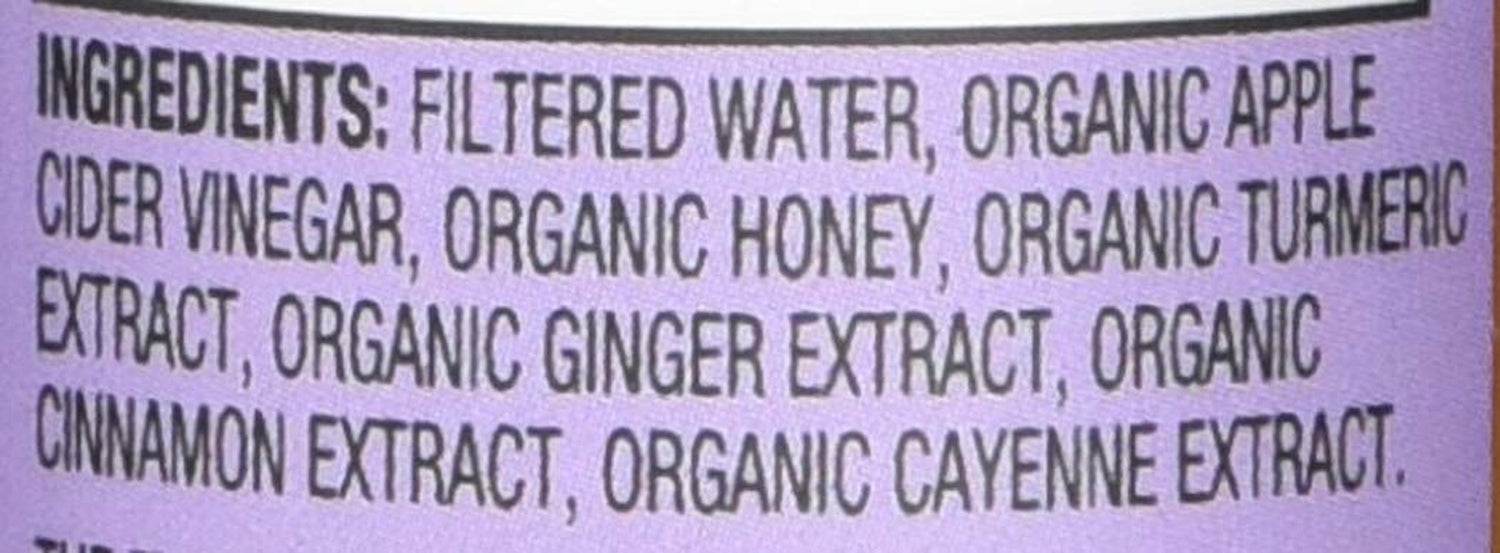 INGREDIENTS: FILTERED WATER, ORGANIC APPLE
CIDER VINEGAR, ORGANIC HONEY, ORGANIC TURMERIC
EXTRACT, ORGANIC GINGER EXTRACT, ORGANIC
CINNAMON EXTRACT, ORGANIC CAYENNE EXTRACT.